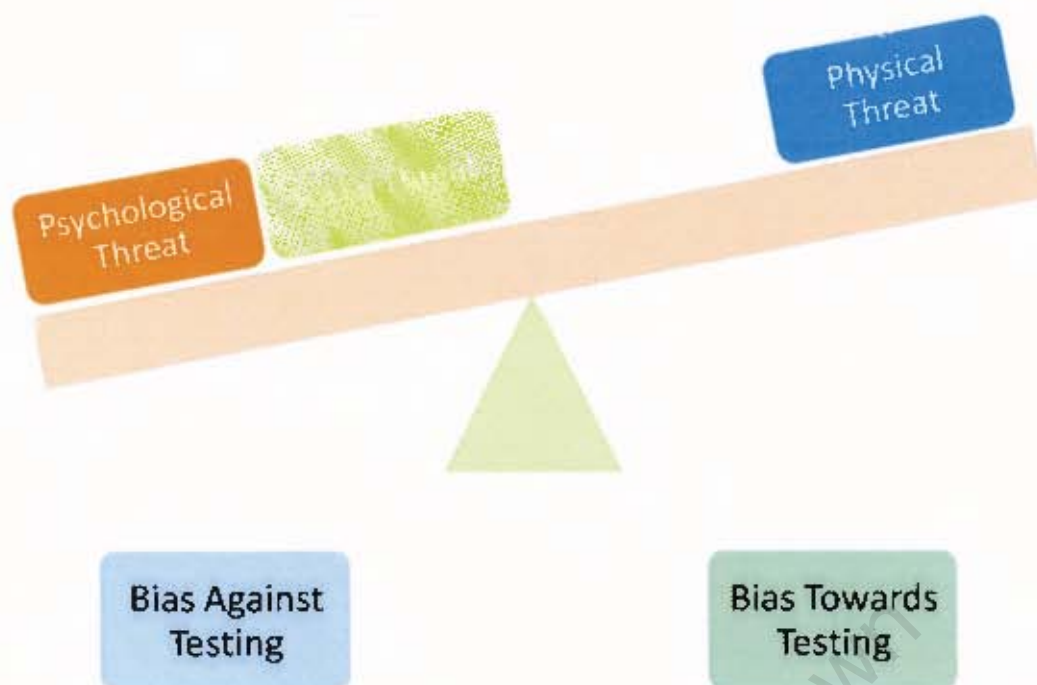 Physical
Threat
Psychological
Threat
Bias Against
Testing
Bias Towards
Testing